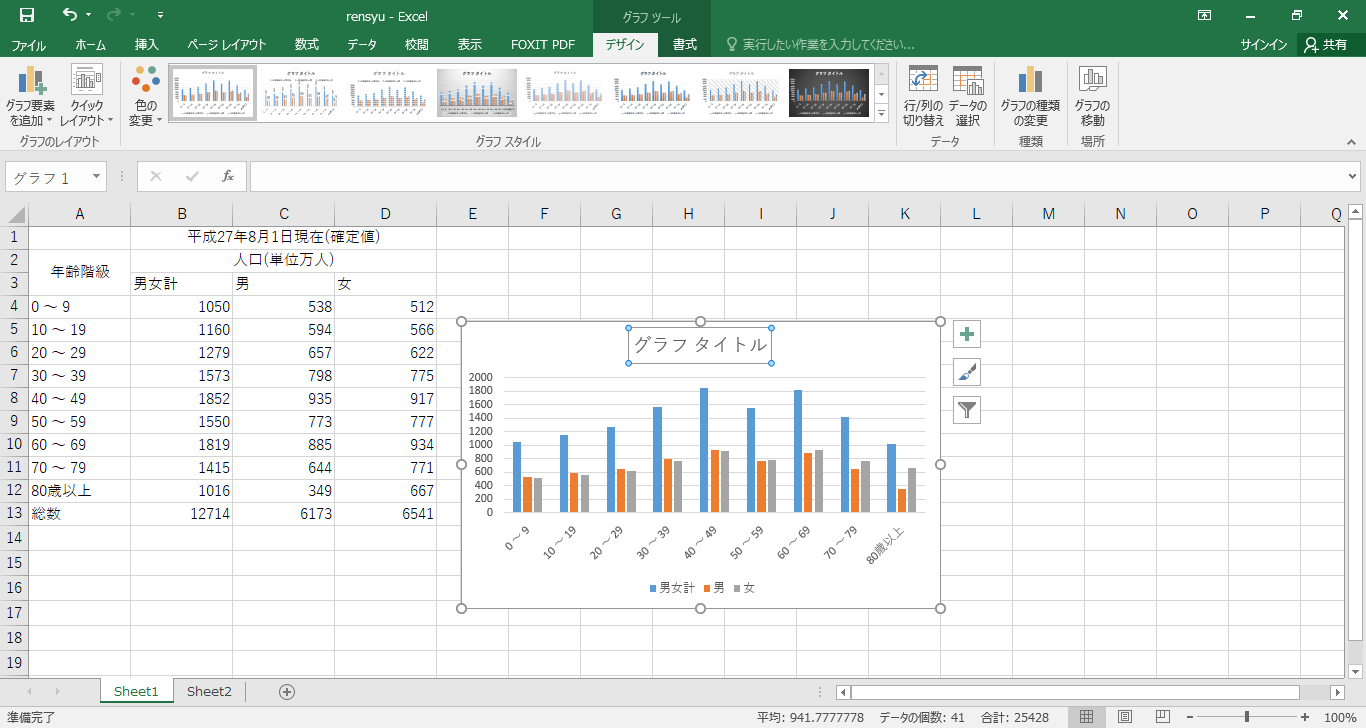 rensyu - Excel
グラフ ツール
ファイル ホーム 挿入 ページ レイアウト 数式 データ 校閲 表示 FOXIT PDF デザイン 書式 実行したい作業を入力してください... サインイン 共有
グラフ要素を追加
クイックレイアウト
色の変更
行/列の切り替え
データの選択
グラフの種類の変更
グラフの移動
グラフのレイアウト グラフ スタイル データ 種類 場所
グラフ 1 fx
A B C D E F G H I J K L M N O P Q
1 平成27年8月1日現在(確定値)
2 年齢階級 人口(単位万人)
3 男女計 男 女
4 0 ～ 9 1050 538 512
5 10 ～ 19 1160 594 566
6 20 ～ 29 1279 657 622
7 30 ～ 39 1573 798 775
8 40 ～ 49 1852 935 917
9 50 ～ 59 1550 773 777
10 60 ～ 69 1819 885 934
11 70 ～ 79 1415 644 771
12 80歳以上 1016 349 667
13 総数 12714 6173 6541
14
15
16
17
18
19
グラフ タイトル
2000
1800
1600
1400
1200
1000
800
600
400
200
0
0 ～ 9 10 ～ 19 20 ～ 29 30 ～ 39 40 ～ 49 50 ～ 59 60 ～ 69 70 ～ 79 80歳以上
男女計 男 女
Sheet1 Sheet2
準備完了 平均: 941.7777778 データの個数: 41 合計: 25428 100%